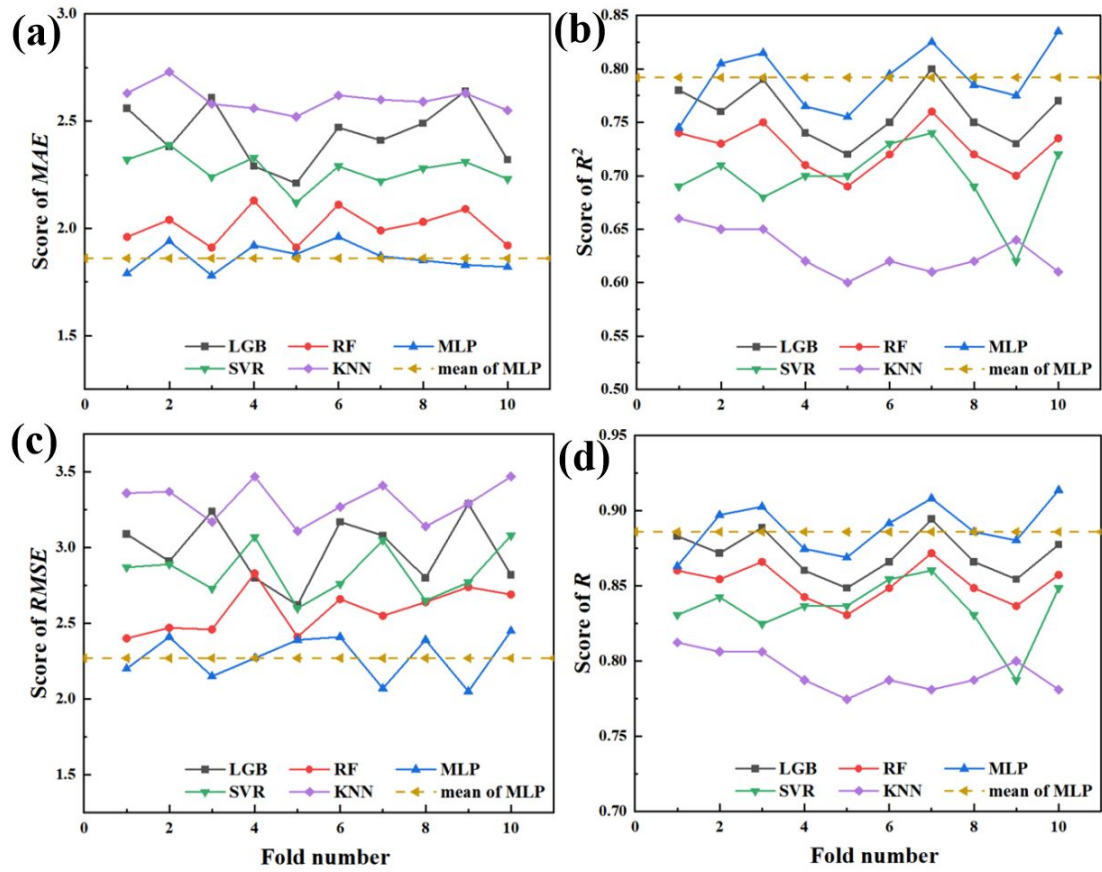 (a)
3.0
2.5
2.0
1.5
Score of MAE
LGB RF MLP
SVR KNN mean of MLP
0 2 4 6 8 10
(b)
0.85
0.80
0.75
0.70
0.65
0.60
0.55
0.50
Score of R²
LGB RF MLP
SVR KNN mean of MLP
0 2 4 6 8 10
(c)
3.5
3.0
2.5
2.0
1.5
Score of RMSE
LGB RF MLP
SVR KNN mean of MLP
0 2 4 6 8 10
Fold number
(d)
0.95
0.90
0.85
0.80
0.75
0.70
Score of R
LGB RF MLP
SVR KNN mean of MLP
0 2 4 6 8 10
Fold number